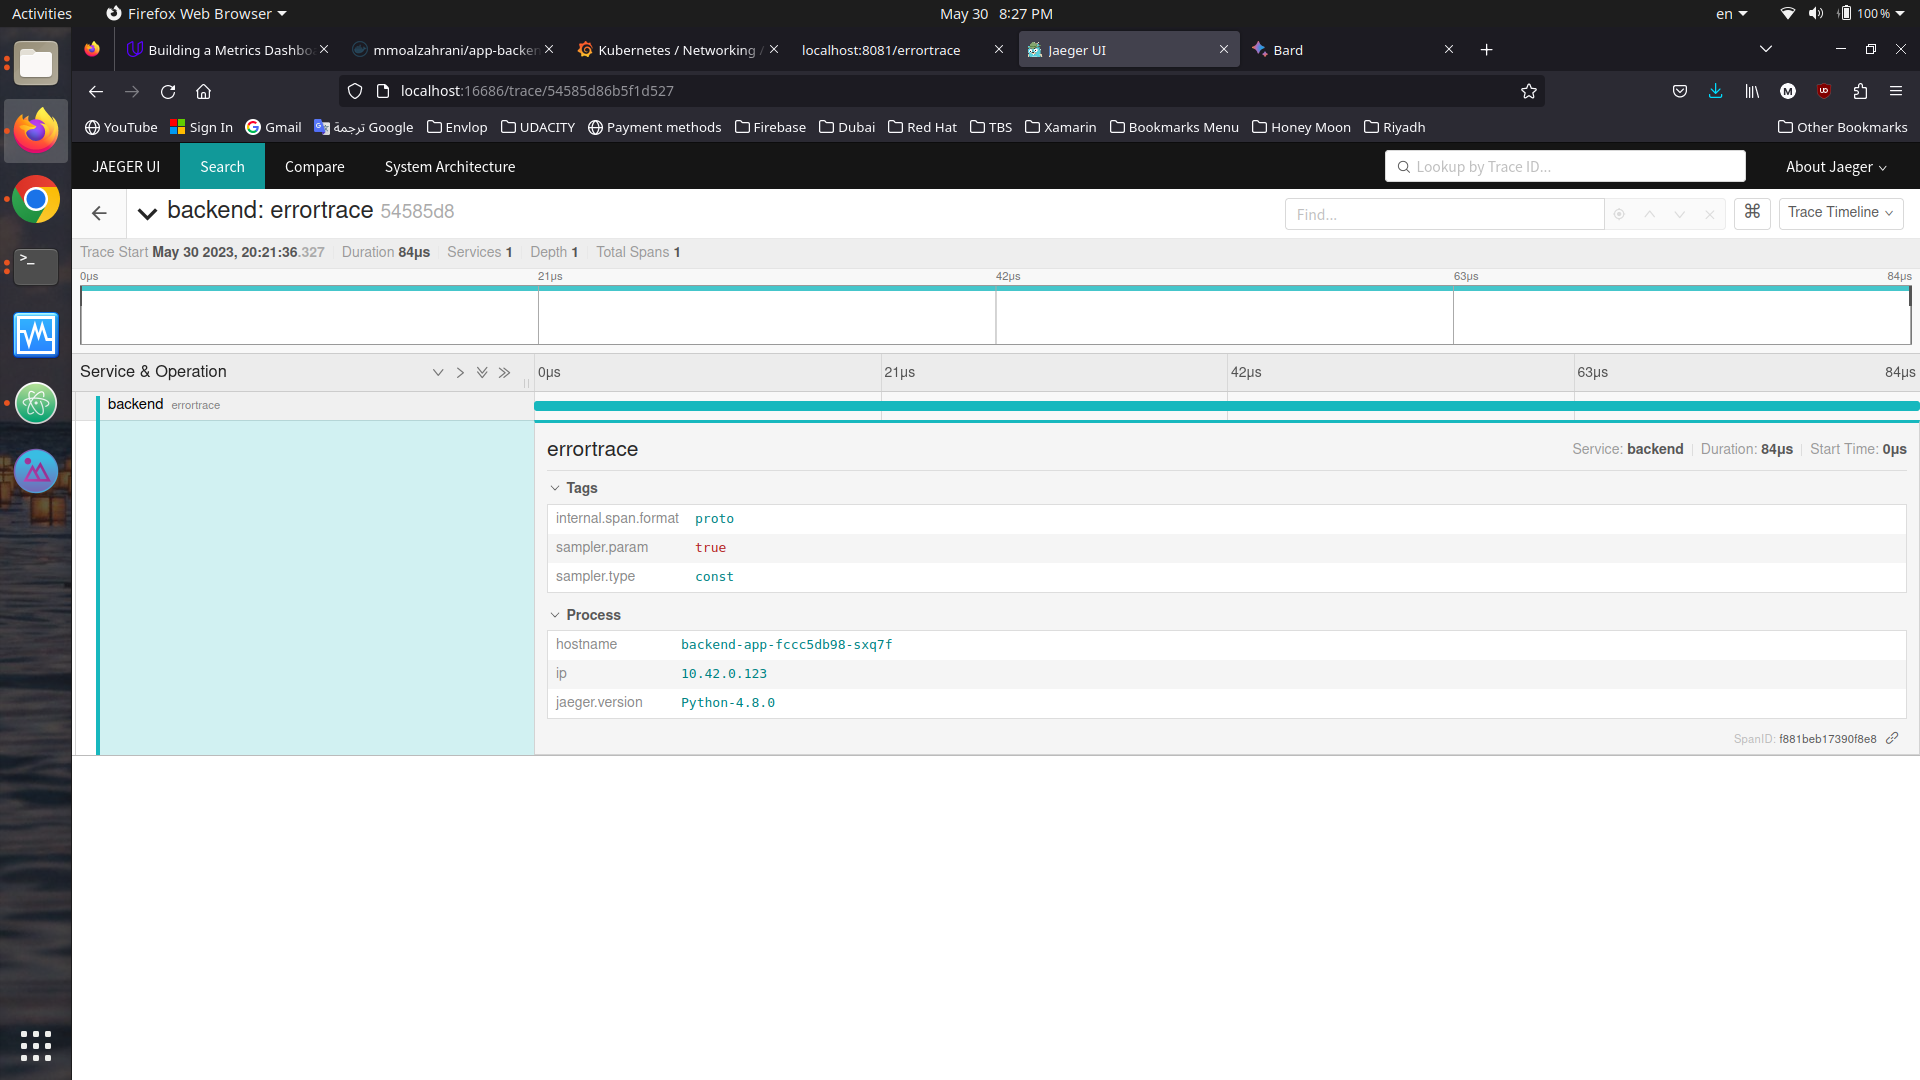 Activities Firefox Web Browser May 30 8:27 PM en 100 %
Building a Metrics Dashbo mmoalzahrani/app-backen Kubernetes / Networking / localhost:8081/errortrace Jaeger UI Bard
localhost:16686/trace/54585d86b5f1d527
YouTube Sign In Gmail ترجمة Google Envlop UDACITY Payment methods Firebase Dubai Red Hat TBS Xamarin Bookmarks Menu Honey Moon Riyadh Other Bookmarks
JAEGER UI Search Compare System Architecture Lookup by Trace ID... About Jaeger
backend: errortrace 54585d8 Find... ⌘ Trace Timeline
Trace Start May 30 2023, 20:21:36.327 Duration 84μs Services 1 Depth 1 Total Spans 1
0μs 21μs 42μs 63μs 84μs
Service & Operation 0μs 21μs 42μs 63μs 84μs
backend errortrace
errortrace Service: backend Duration: 84μs Start Time: 0μs
Tags
internal.span.format proto
sampler.param true
sampler.type const
Process
hostname backend-app-fccc5db98-sxq7f
ip 10.42.0.123
jaeger.version Python-4.8.0
SpanID: f881beb17390f8e8